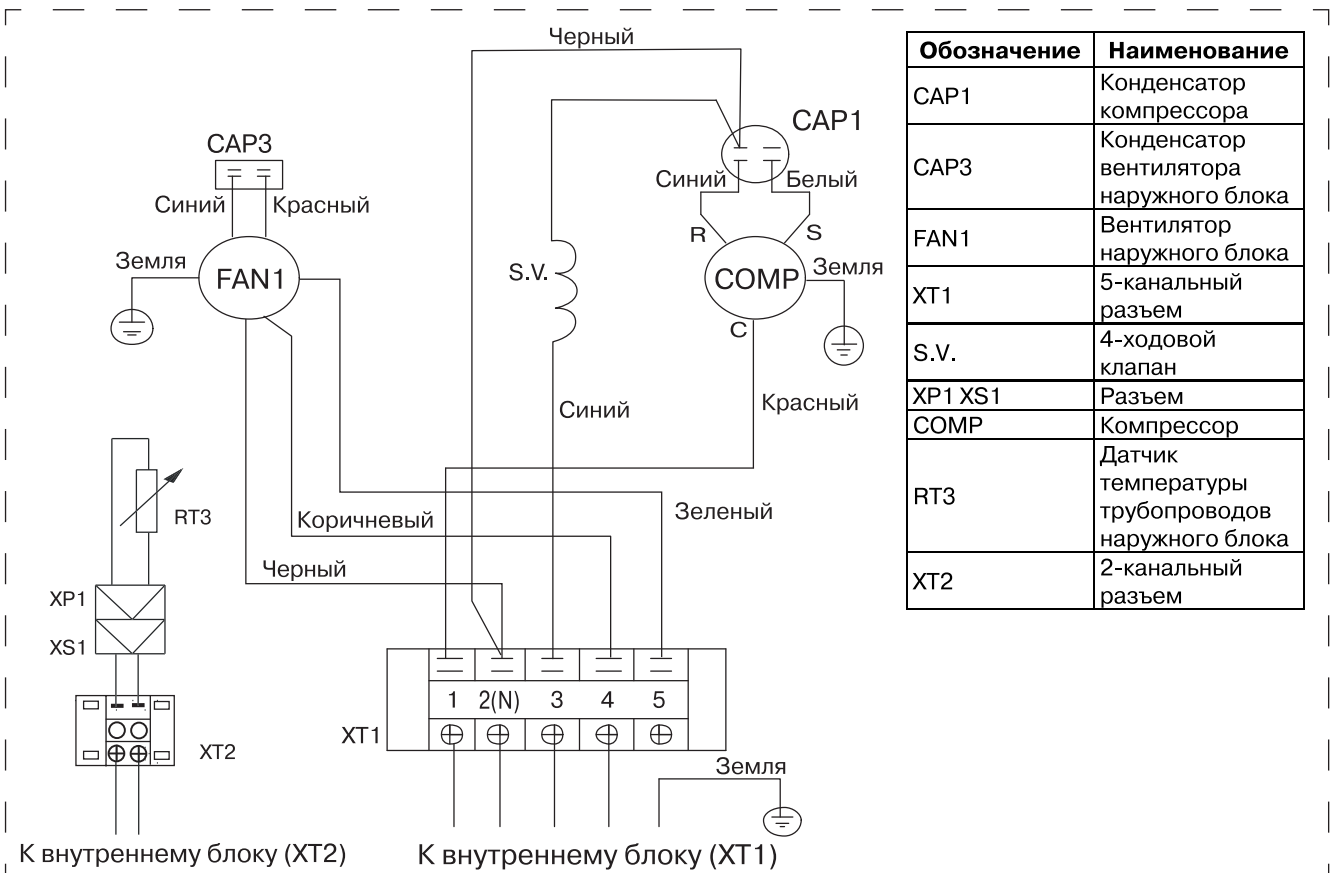 Черный
CAP1
CAP3
Синий
Красный
Синий
Белый
R
S
Земля
FAN1
S.V.
COMP
Земля
C
Синий
Красный
RT3
Коричневый
Зеленый
Черный
XP1
XS1
1
2(N)
3
4
5
XT1
XT2
Земля
К внутреннему блоку (XT2)
К внутреннему блоку (XT1)
Обозначение
Наименование
CAP1
Конденсатор
компрессора
CAP3
Конденсатор
вентилятора
наружного блока
FAN1
Вентилятор
наружного блока
XT1
5-канальный
разъем
S.V.
4-ходовой
клапан
XP1 XS1
Разъем
COMP
Компрессор
RT3
Датчик
температуры
трубопроводов
наружного блока
XT2
2-канальный
разъем